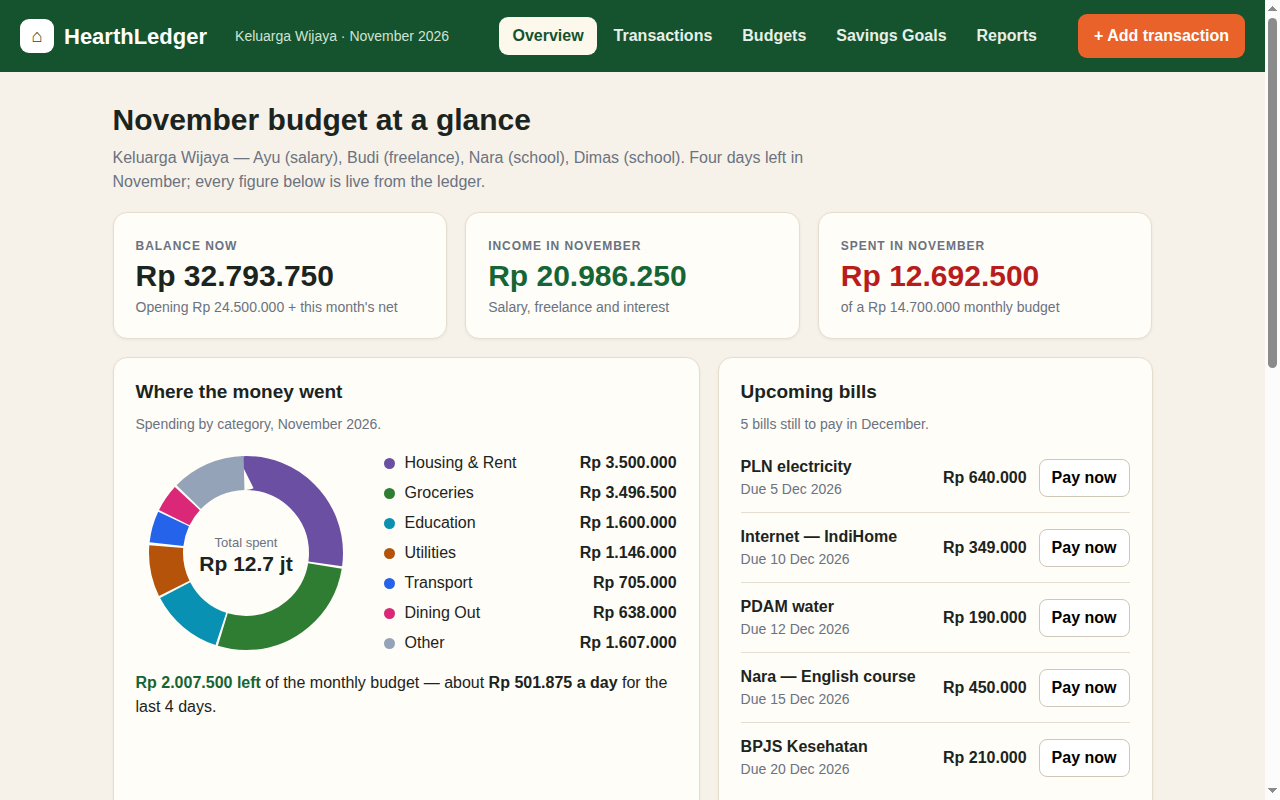 HearthLedger
Keluarga Wijaya · November 2026
Overview
Transactions
Budgets
Savings Goals
Reports
+ Add transaction
November budget at a glance
Keluarga Wijaya — Ayu (salary), Budi (freelance), Nara (school), Dimas (school). Four days left in
November; every figure below is live from the ledger.
BALANCE NOW
Rp 32.793.750
Opening Rp 24.500.000 + this month's net
INCOME IN NOVEMBER
Rp 20.986.250
Salary, freelance and interest
SPENT IN NOVEMBER
Rp 12.692.500
of a Rp 14.700.000 monthly budget
Where the money went
Spending by category, November 2026.
Total spent
Rp 12.7 jt
Housing & Rent Rp 3.500.000
Groceries Rp 3.496.500
Education Rp 1.600.000
Utilities Rp 1.146.000
Transport Rp 705.000
Dining Out Rp 638.000
Other Rp 1.607.000
Rp 2.007.500 left of the monthly budget — about Rp 501.875 a day for the
last 4 days.
Upcoming bills
5 bills still to pay in December.
PLN electricity
Due 5 Dec 2026
Rp 640.000
Pay now
Internet — IndiHome
Due 10 Dec 2026
Rp 349.000
Pay now
PDAM water
Due 12 Dec 2026
Rp 190.000
Pay now
Nara — English course
Due 15 Dec 2026
Rp 450.000
Pay now
BPJS Kesehatan
Due 20 Dec 2026
Rp 210.000
Pay now